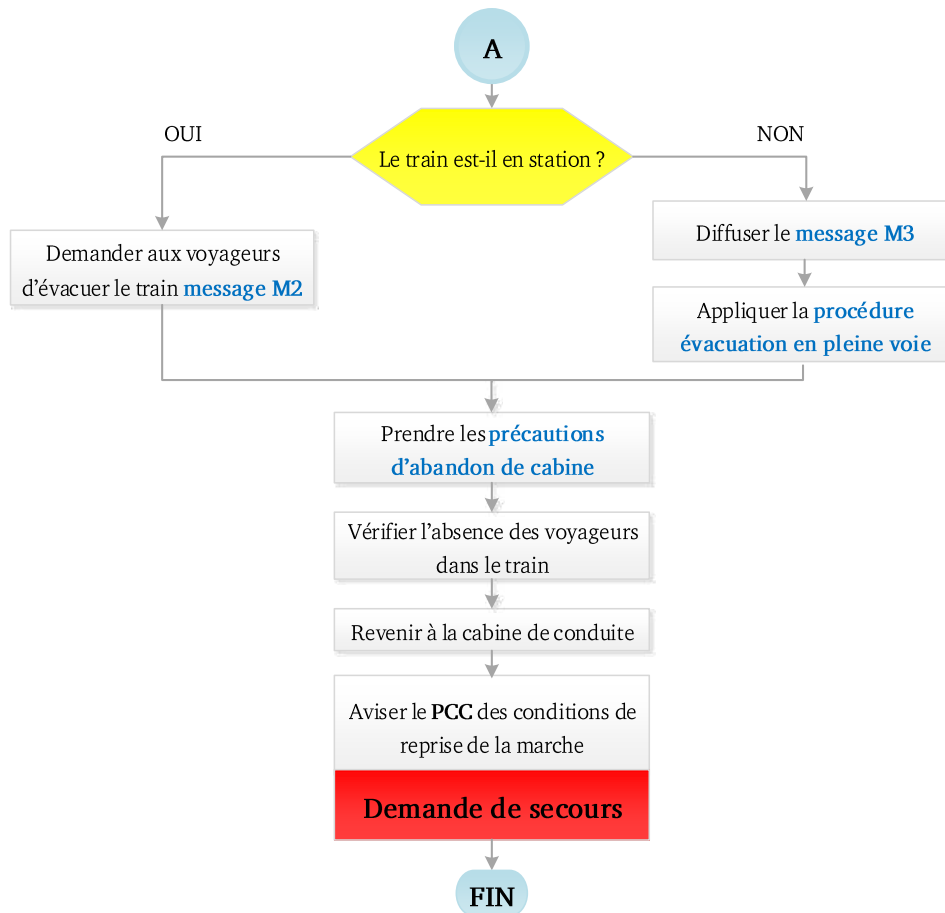 A
OUI
NON
Le train est-il en station ?
Demander aux voyageurs
d’évacuer le train message M2
Diffuser le message M3
Appliquer la procédure
évacuation en pleine voie
Prendre les précautions
d’abandon de cabine
Vérifier l’absence des voyageurs
dans le train
Revenir à la cabine de conduite
Aviser le PCC des conditions de
reprise de la marche
Demande de secours
FIN